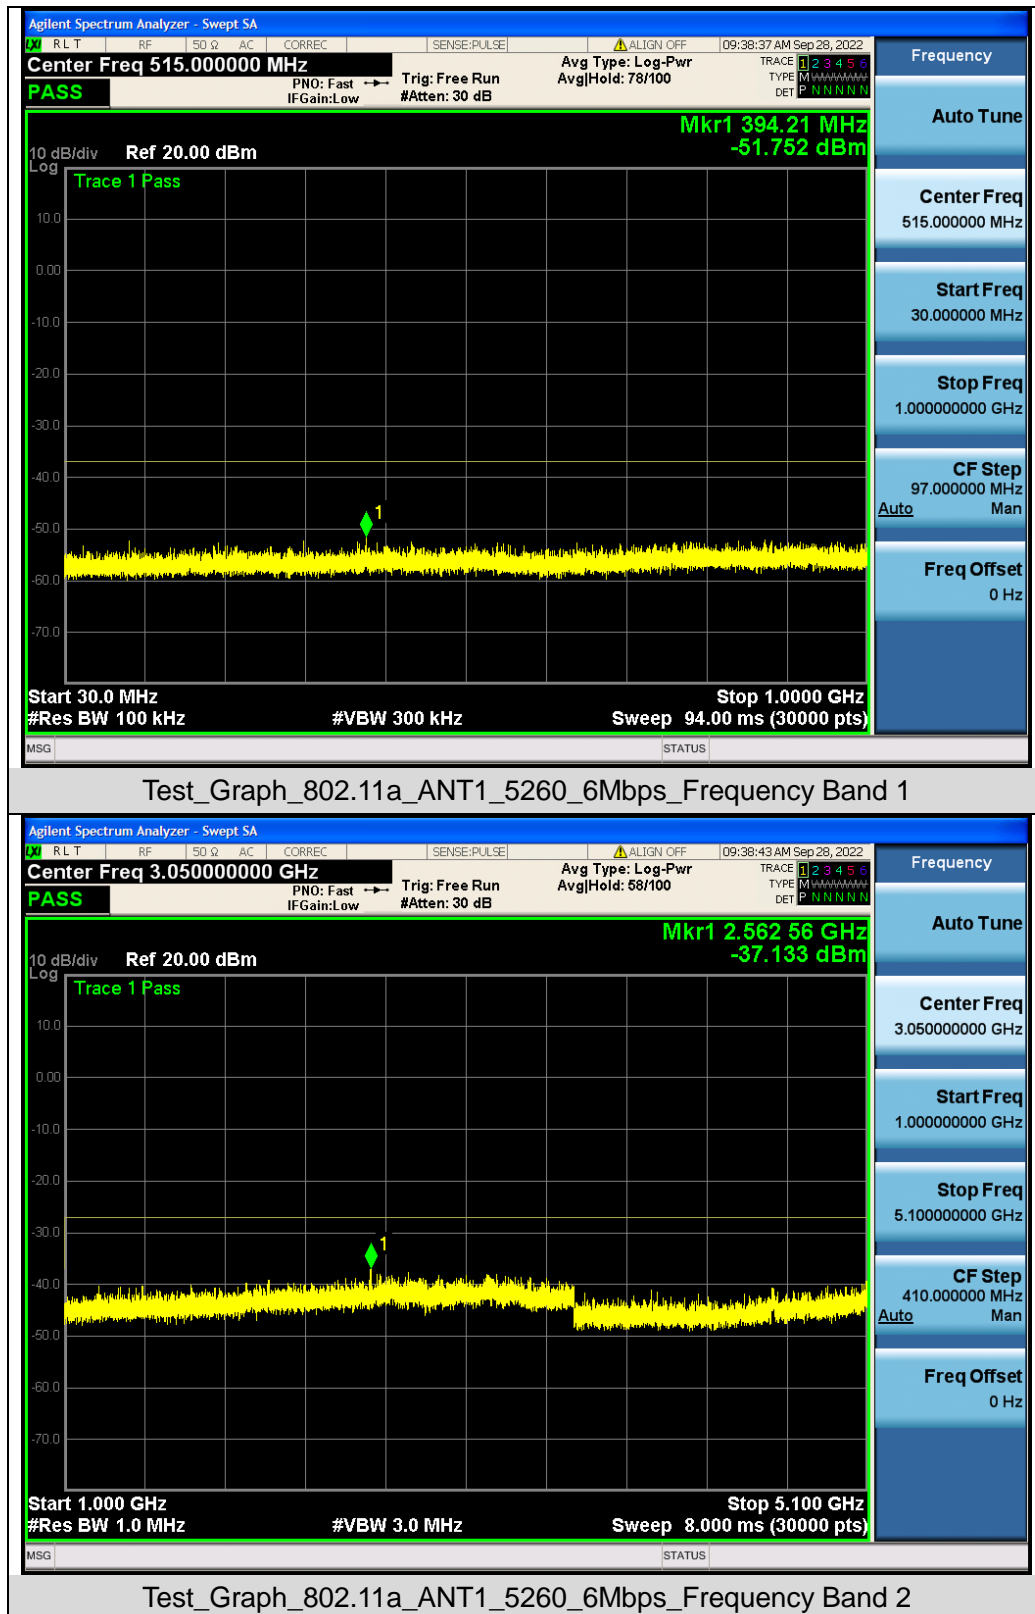 Agilent Spectrum Analyzer - Swept SA
LXI RLT RF 50 Ω AC CORREC SENSE:PULSE ALIGN OFF 09:38:37 AM Sep 28, 2022
Center Freq 515.000000 MHz
PNO: Fast
IFGain:Low
Trig: Free Run
#Atten: 30 dB
Avg Type: Log-Pwr
Avg|Hold: 78/100
TRACE 1 2 3 4 5 6
TYPE M
DET P N N N N N
PASS
Mkr1 394.21 MHz
-51.752 dBm
10 dB/div Ref 20.00 dBm
Log
Trace 1 Pass
10.0
0.00
-10.0
-20.0
-30.0
-40.0
1
-50.0
-60.0
-70.0
Start 30.0 MHz Stop 1.0000 GHz
#Res BW 100 kHz #VBW 300 kHz Sweep 94.00 ms (30000 pts)
MSG STATUS
Frequency
Auto Tune
Center Freq
515.000000 MHz
Start Freq
30.000000 MHz
Stop Freq
1.000000000 GHz
CF Step
97.000000 MHz
Auto Man
Freq Offset
0 Hz
Test_Graph_802.11a_ANT1_5260_6Mbps_Frequency Band 1
Agilent Spectrum Analyzer - Swept SA
LXI RLT RF 50 Ω AC CORREC SENSE:PULSE ALIGN OFF 09:38:43 AM Sep 28, 2022
Center Freq 3.050000000 GHz
PNO: Fast
IFGain:Low
Trig: Free Run
#Atten: 30 dB
Avg Type: Log-Pwr
Avg|Hold: 58/100
TRACE 1 2 3 4 5 6
TYPE M
DET P N N N N N
PASS
Mkr1 2.562 56 GHz
-37.133 dBm
10 dB/div Ref 20.00 dBm
Log
Trace 1 Pass
10.0
0.00
-10.0
-20.0
-30.0
1
-40.0
-50.0
-60.0
-70.0
Start 1.000 GHz Stop 5.100 GHz
#Res BW 1.0 MHz #VBW 3.0 MHz Sweep 8.000 ms (30000 pts)
MSG STATUS
Frequency
Auto Tune
Center Freq
3.050000000 GHz
Start Freq
1.000000000 GHz
Stop Freq
5.100000000 GHz
CF Step
410.000000 MHz
Auto Man
Freq Offset
0 Hz
Test_Graph_802.11a_ANT1_5260_6Mbps_Frequency Band 2